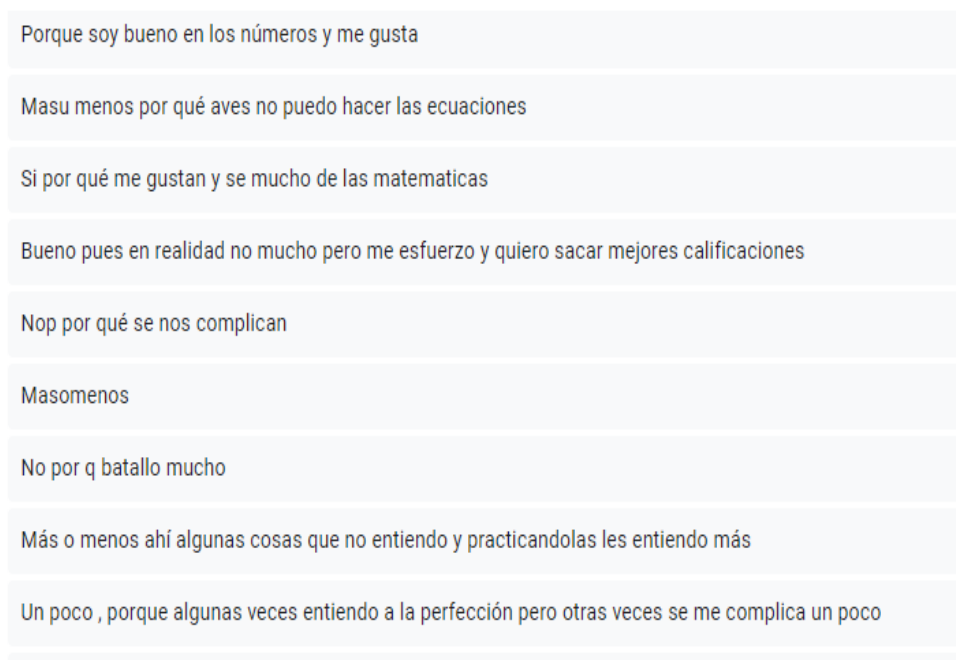 Porque soy bueno en los números y me gusta
Masu menos por qué aves no puedo hacer las ecuaciones
Si por qué me gustan y se mucho de las matematicas
Bueno pues en realidad no mucho pero me esfuerzo y quiero sacar mejores calificaciones
Nop por qué se nos complican
Masomenos
No por q batallo mucho
Más o menos ahí algunas cosas que no entiendo y practicandolas les entiendo más
Un poco , porque algunas veces entiendo a la perfección pero otras veces se me complica un poco